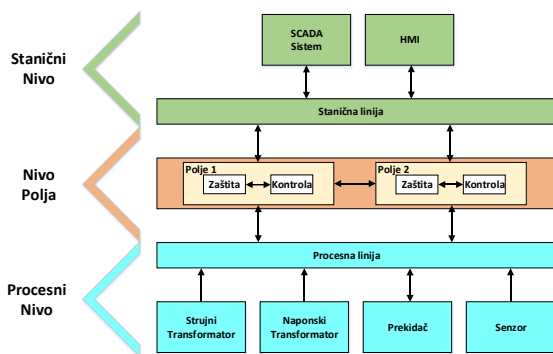 SCADA
Sistem
HMI
Stanični
Nivo
Stanična linija
Polje 1
Polje 2
Zaštita
Kontrola
Zaštita
Kontrola
Nivo
Polja
Procesna linija
Procesni
Nivo
Strujni
Transformator
Naponski
Transformator
Prekidač
Senzor